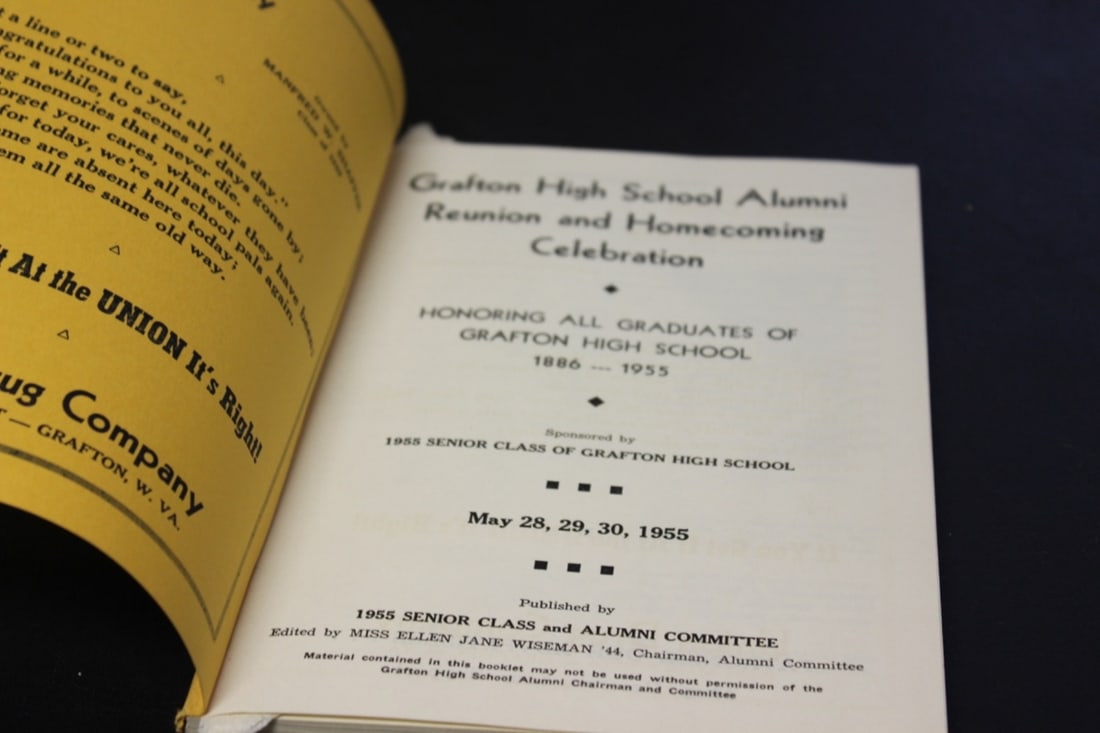 t a line or two to say,
ngratulations to you all, this day."
for a while, to scenes of days gone by;
ng memories that never die.
orget your cares, whatever they have been;
for today, we're all school pals again.
me are absent here today;
em all the same old way.
MANFRED W.
Class of
t At the UNION It's Right!
ug Company
— GRAFTON, W. VA.
Grafton High School Alumni
Reunion and Homecoming
Celebration
HONORING ALL GRADUATES OF
GRAFTON HIGH SCHOOL
1886 --- 1955
Sponsored by
1955 SENIOR CLASS OF GRAFTON HIGH SCHOOL
May 28, 29, 30, 1955
Published by
1955 SENIOR CLASS and ALUMNI COMMITTEE
Edited by MISS ELLEN JANE WISEMAN '44, Chairman, Alumni Committee
Material contained in this booklet may not be used without permission of the
Grafton High School Alumni Chairman and Committee